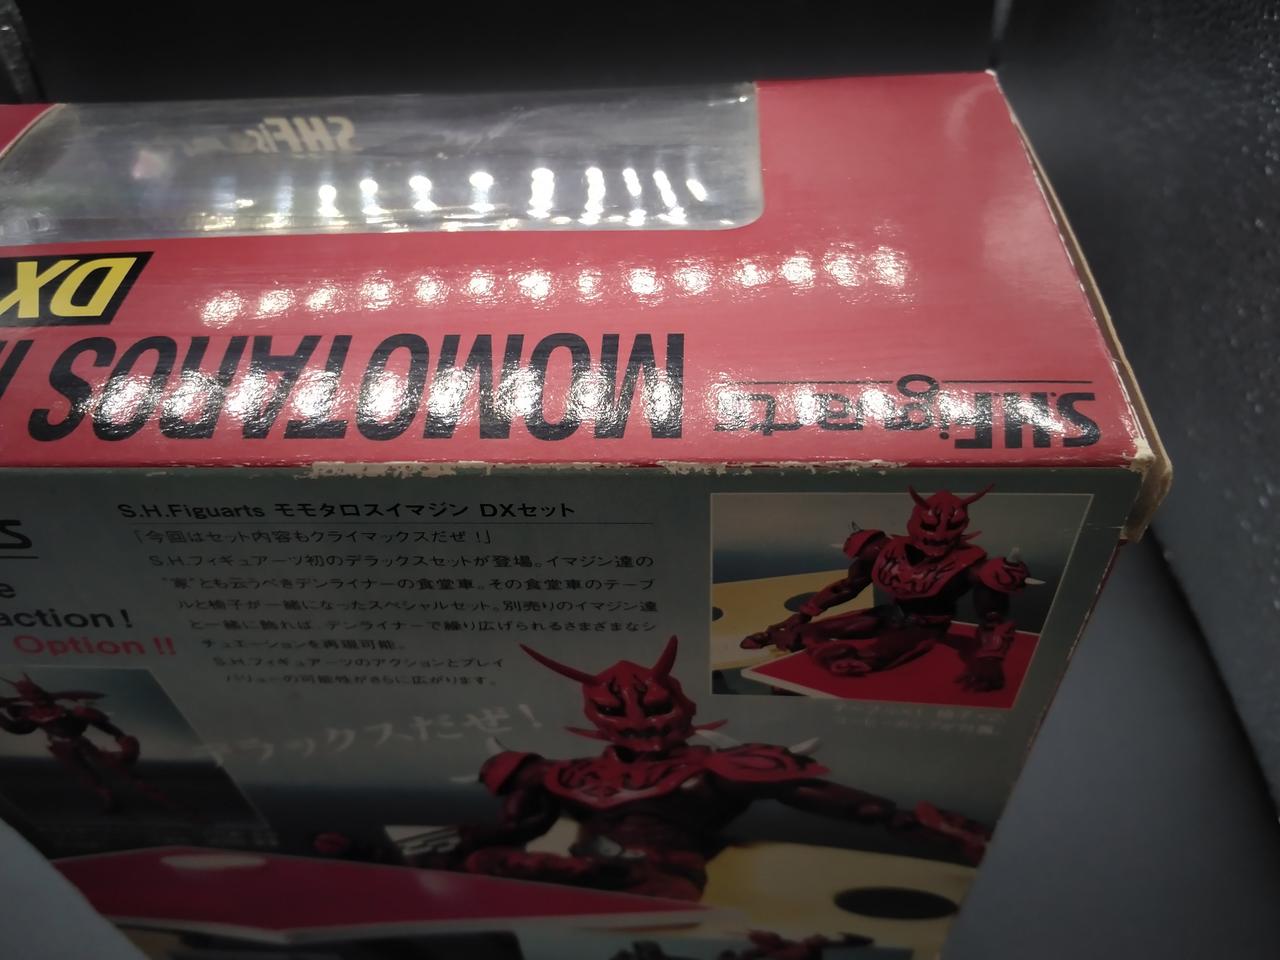 SHFiguarts
DX
MOMOTAROS
S.H.Figuarts
S.H.Figuarts モモタロスイマジン DXセット
「今回はセット内容もクライマックスだぜ！」
S.H.フィギュアーツ初のデラックスセットが登場。イマジン達の
“家”とも云うべきデンライナーの食堂車。その食堂車のテーブ
ルと椅子が一緒になったスペシャルセット。別売りのイマジン達
と一緒に飾れば、デンライナーで繰り広げられるさまざまなシ
チュエーションを再現可能。
S.H.フィギュアーツのアクションとプレイ
バリューの可能性がさらに広がります。
action!
Option!!
デラックスだぜ！